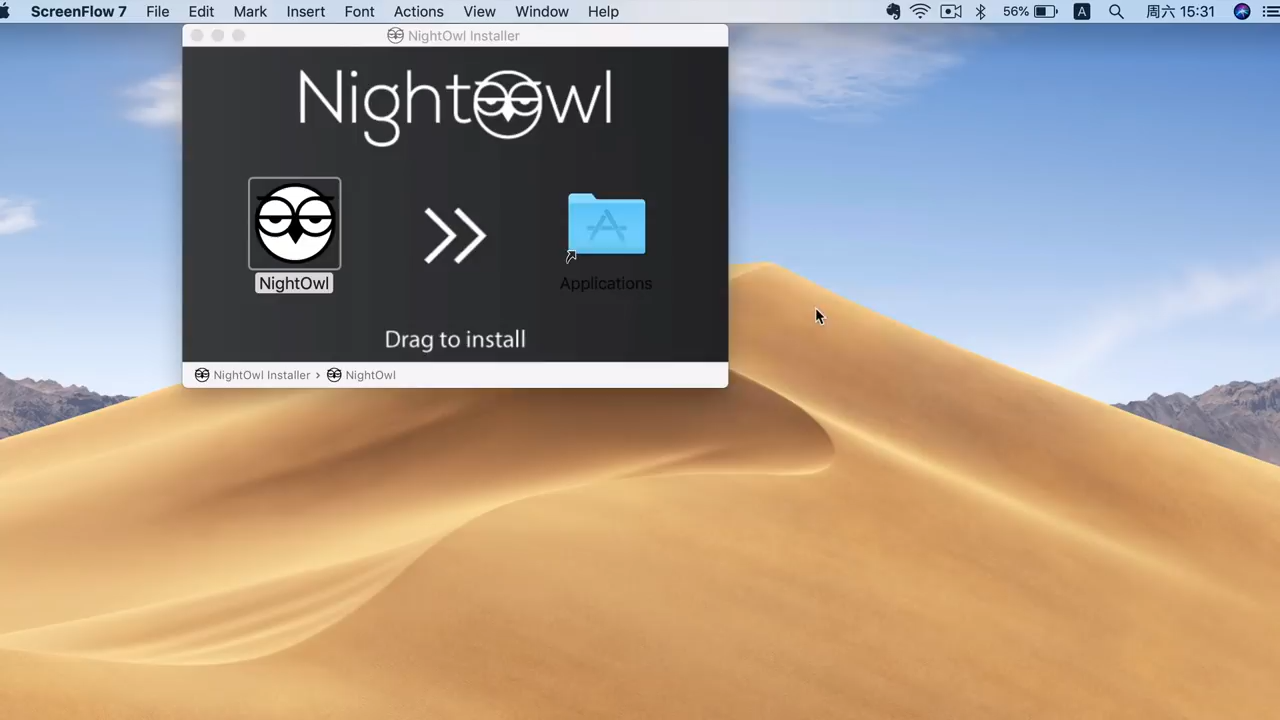 ScreenFlow 7 File Edit Mark Insert Font Actions View Window Help 56% A 周六 15:31
NightOwl Installer
NightOwl
NightOwl
Applications
Drag to install
NightOwl Installer › NightOwl